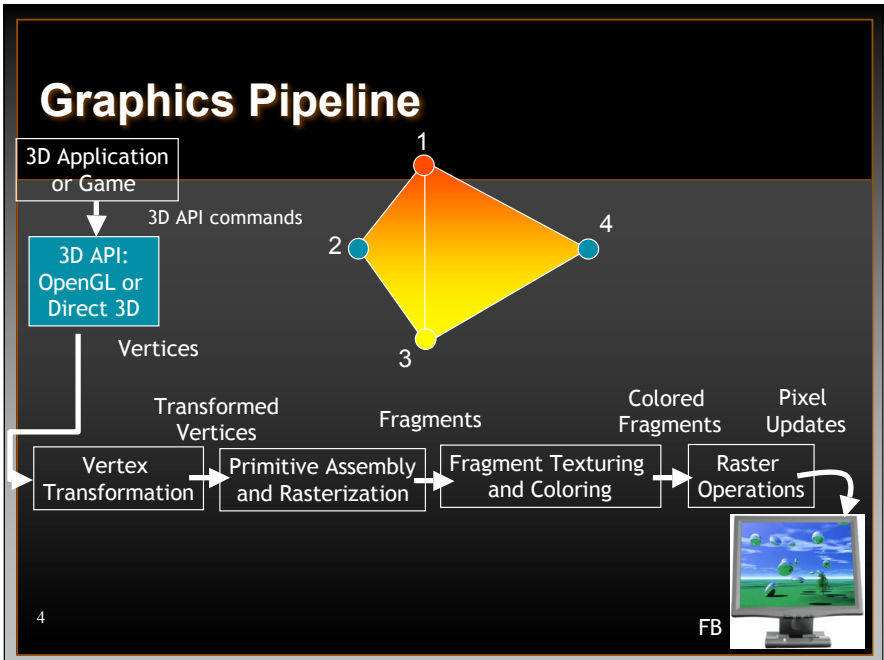 Graphics Pipeline
3D Application
or Game
3D API commands
3D API:
OpenGL or
Direct 3D
1
2
4
3
Vertices
Transformed
Vertices
Fragments
Colored
Fragments
Pixel
Updates
Vertex
Transformation
Primitive Assembly
and Rasterization
Fragment Texturing
and Coloring
Raster
Operations
4
FB